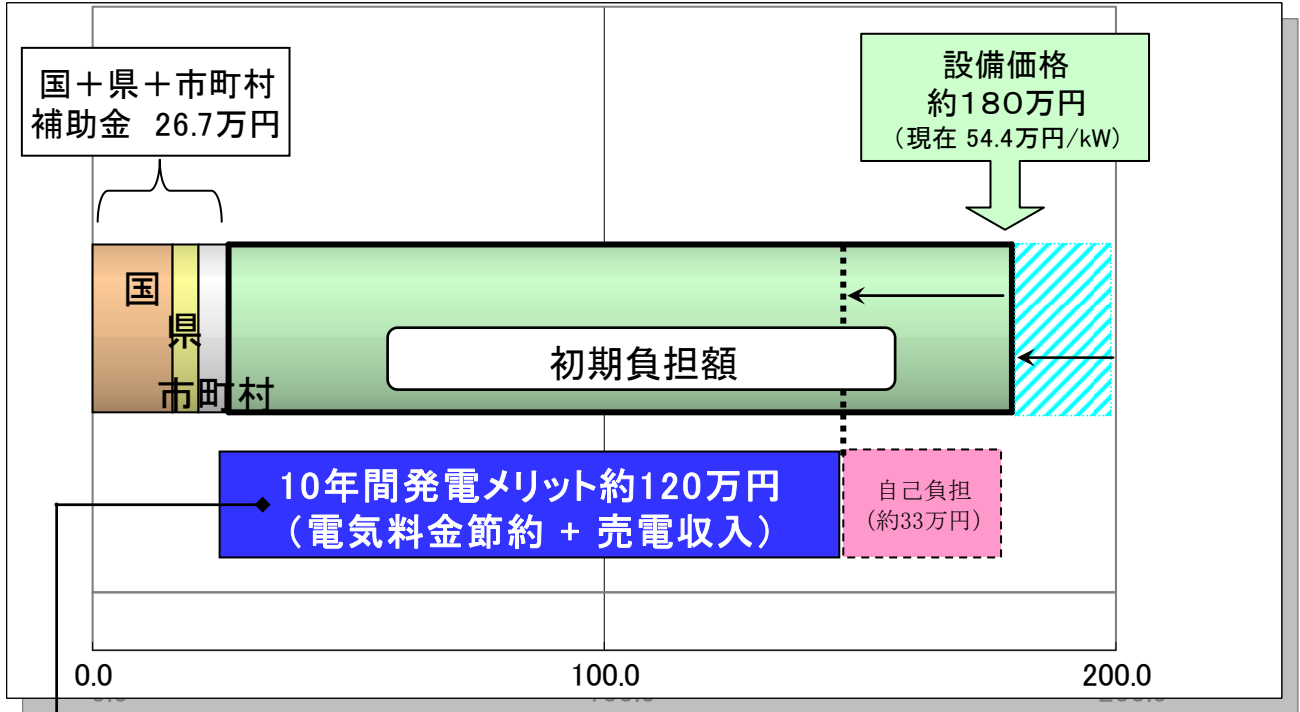 国＋県＋市町村
補助金　26.7万円
設備価格
約１８０万円
（現在 54.4万円/kW）
国
県
市町村
初期負担額
10年間発電メリット約120万円
（電気料金節約 + 売電収入）
自己負担
（約33万円）
0.0
100.0
200.0